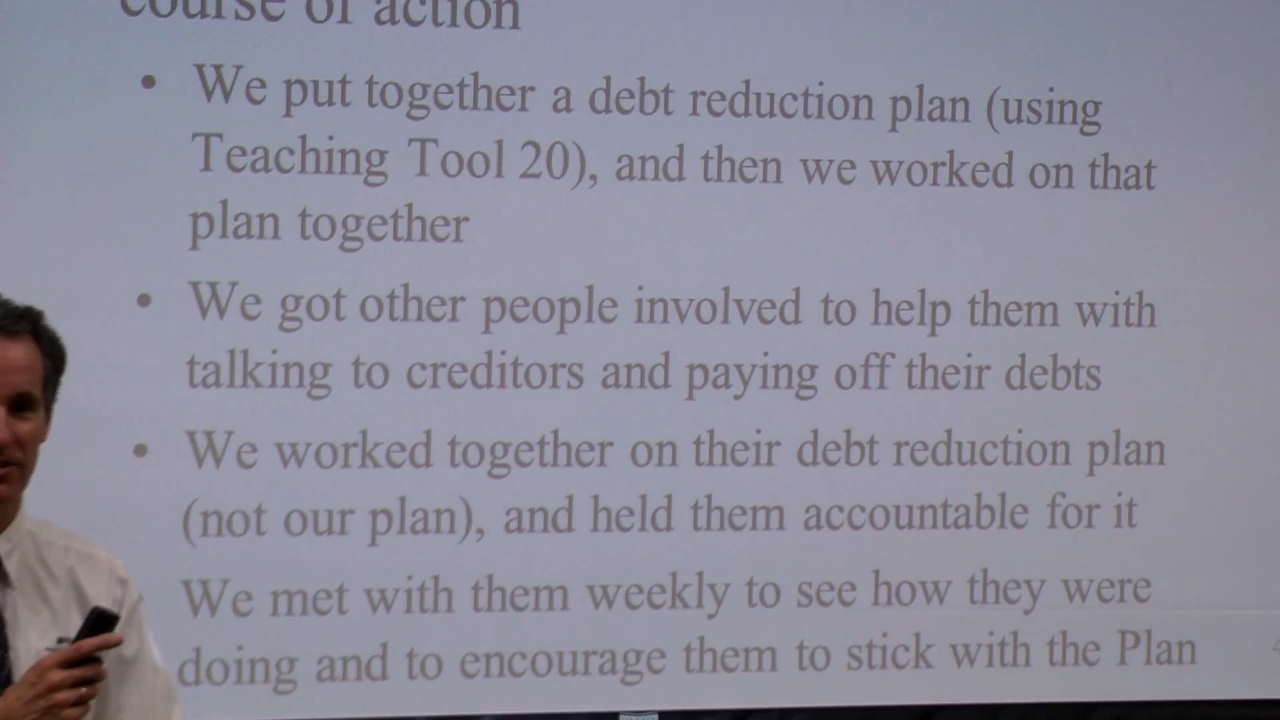 course of action
• We put together a debt reduction plan (using
Teaching Tool 20), and then we worked on that
plan together
• We got other people involved to help them with
talking to creditors and paying off their debts
• We worked together on their debt reduction plan
(not our plan), and held them accountable for it
We met with them weekly to see how they were
doing and to encourage them to stick with the Plan